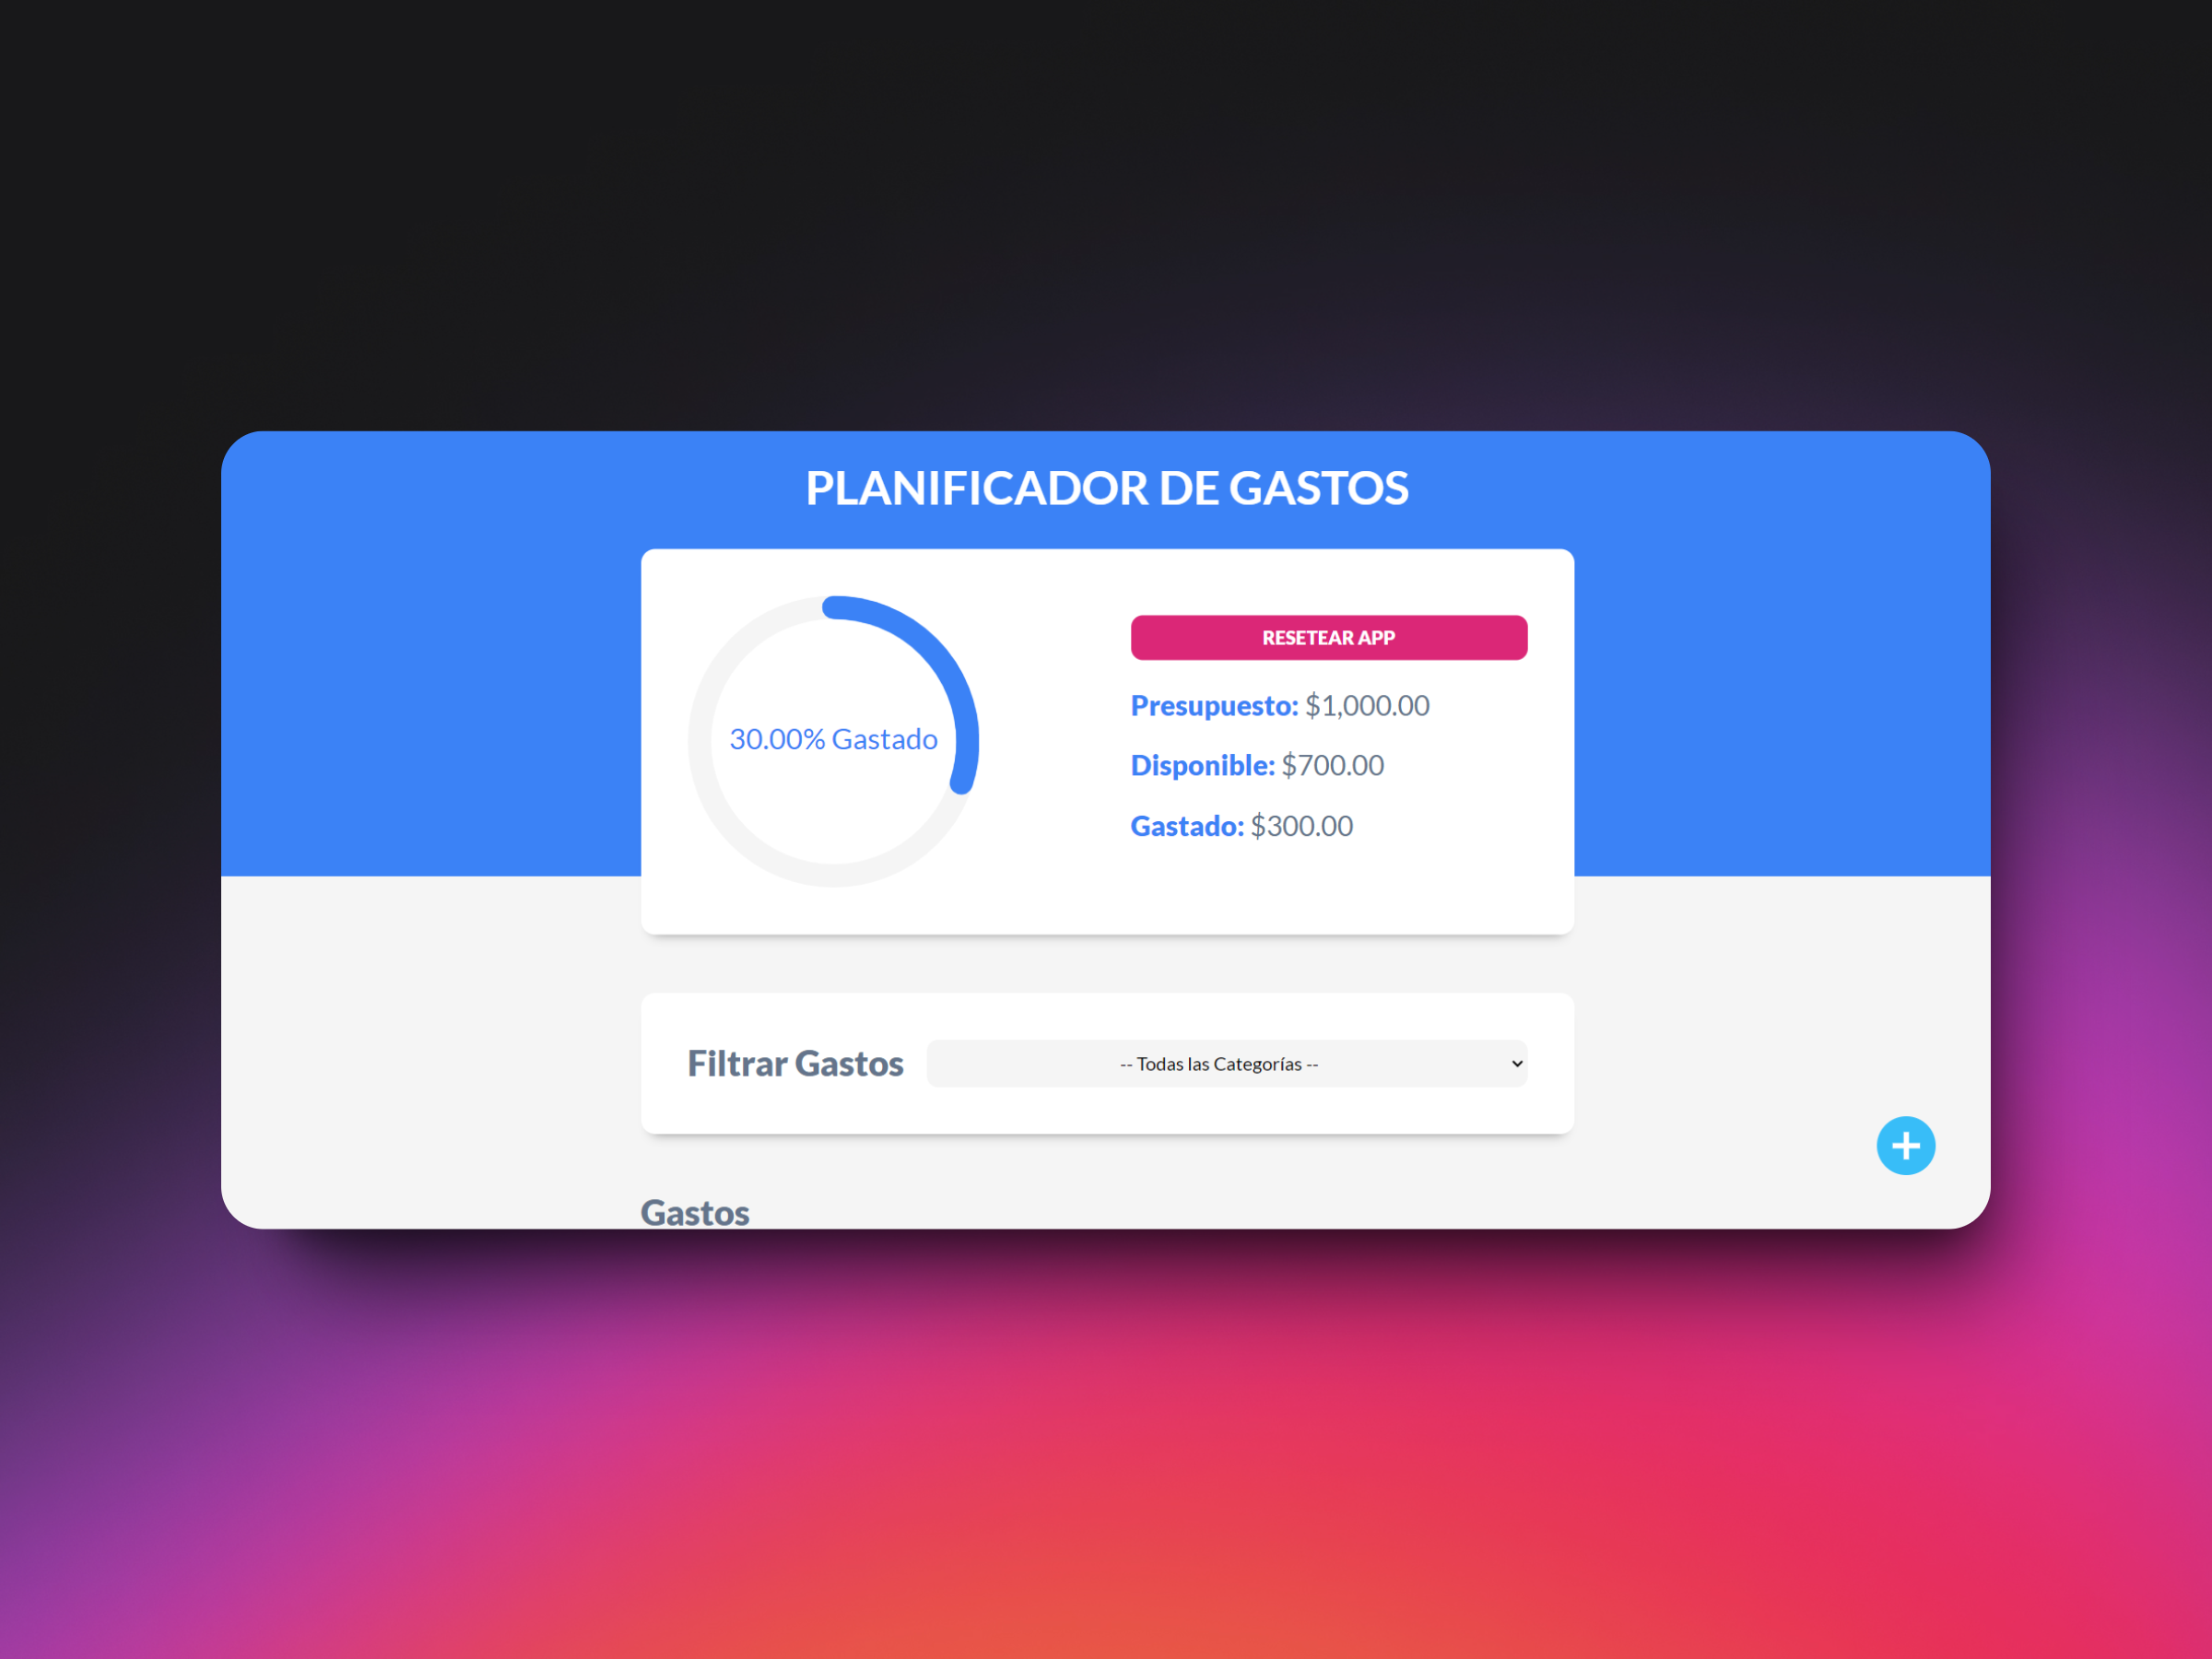 PLANIFICADOR DE GASTOS
30.00% Gastado
RESETEAR APP
Presupuesto: $1,000.00
Disponible: $700.00
Gastado: $300.00
Filtrar Gastos
-- Todas las Categorías --
Gastos